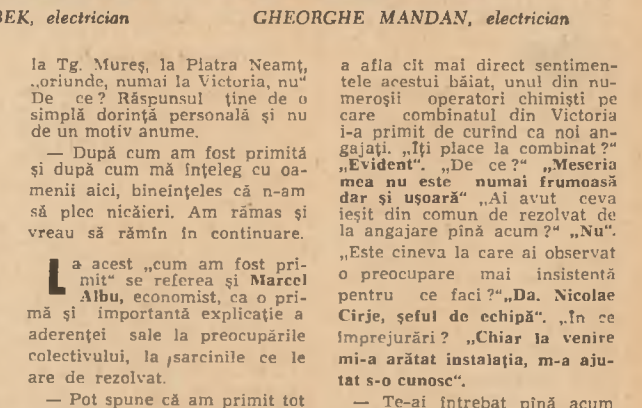 BEK, electrician
GHEORGHE MANDAN, electrician
la Tg. Mureş, la Piatra Neamţ,
„oriunde, numai la Victoria, nu"
De ce? Răspunsul ţine de o
simplă dorinţă personală şi nu
de un motiv anume.
— După cum am fost primită
şi după cum mă înţeleg cu oa-
menii aici, bineînţeles că n-am
să plec nicăieri. Am rămas şi
vreau să rămîn în continuare.
La acest „cum am fost pri-
mit" se referea şi Marcel
Albu, economist, ca o pri-
mă şi importantă explicaţie a
aderenţei sale la preocupările
colectivului, la sarcinile ce le
are de rezolvat.
— Pot spune că am primit tot
a afla cît mai direct sentimen-
tele acestui băiat, unul din nu-
meroşii operatori chimişti pe
care combinatul din Victoria
i-a primit de curînd ca noi an-
gajaţi. „Îţi place la combinat?"
„Evident". „De ce?" „Meseria
mea nu este numai frumoasă
dar şi uşoară" „Ai avut ceva
ieşit din comun de rezolvat de
la angajare pînă acum?" „Nu".
„Este cineva la care ai observat
o preocupare mai insistentă
pentru ce faci?" „Da. Nicolae
Cirje, şeful de echipă". „În ce
împrejurări? „Chiar la venire
mi-a arătat instalaţia, m-a aju-
tat s-o cunosc".
— Te-ai întrebat pînă acum